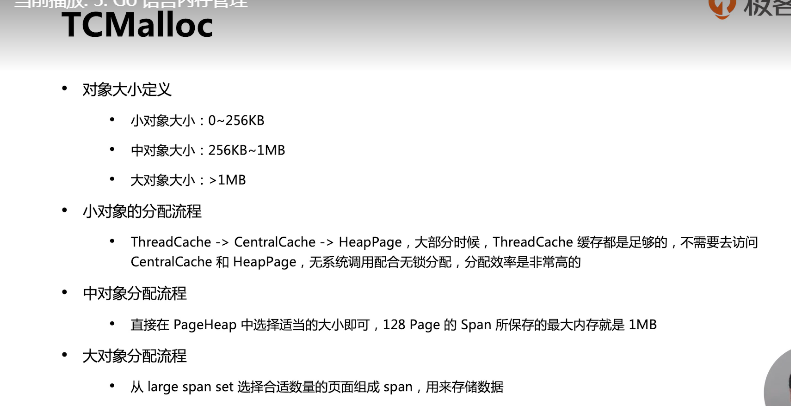 当前播放: 5. Go 语言内存管理
极客
TCMalloc
• 对象大小定义
• 小对象大小：0~256KB
• 中对象大小：256KB~1MB
• 大对象大小：>1MB
• 小对象的分配流程
• ThreadCache -> CentralCache -> HeapPage，大部分时候，ThreadCache 缓存都是足够的，不需要去访问
CentralCache 和 HeapPage，无系统调用配合无锁分配，分配效率是非常高的
• 中对象分配流程
• 直接在 PageHeap 中选择适当的大小即可，128 Page 的 Span 所保存的最大内存就是 1MB
• 大对象分配流程
• 从 large span set 选择合适数量的页面组成 span，用来存储数据